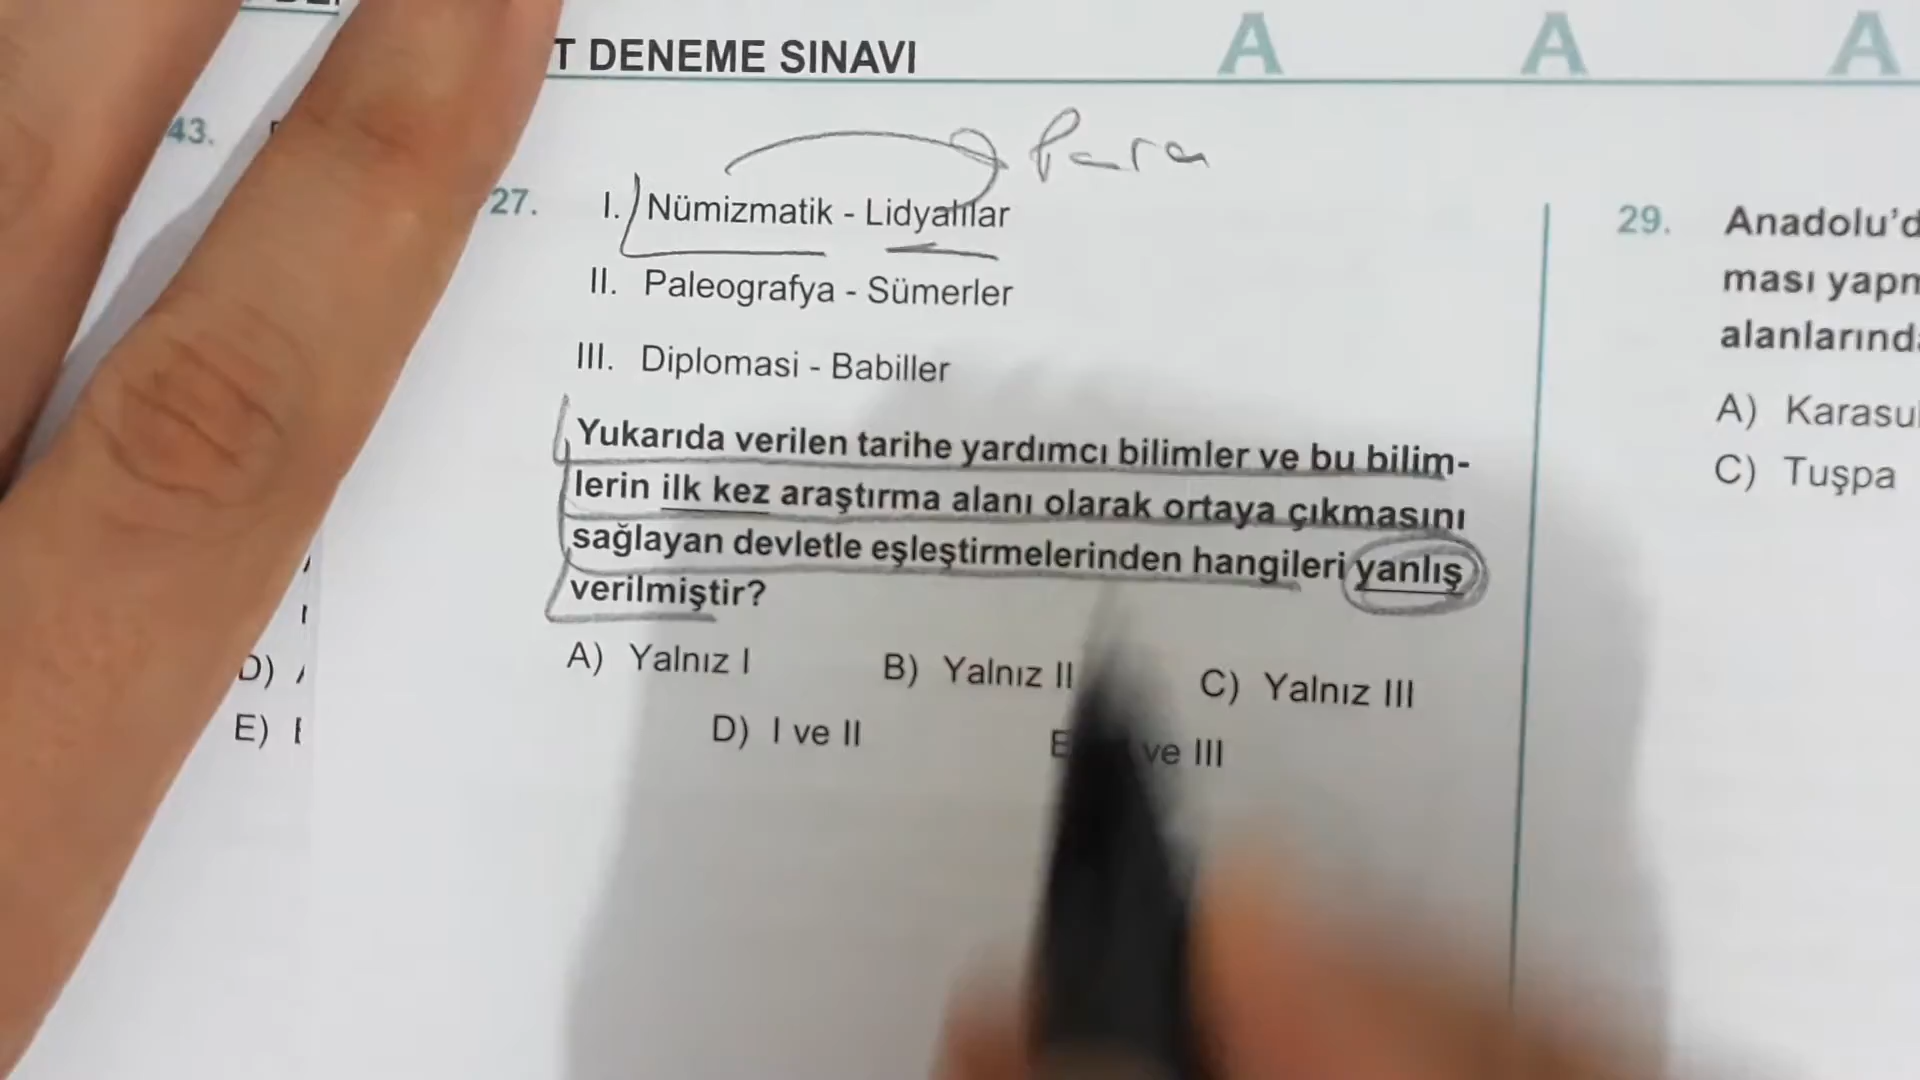 T DENEME SINAVI
A A A
43.
Para
27. I. Nümizmatik - Lidyalılar
II. Paleografya - Sümerler
III. Diplomasi - Babiller
Yukarıda verilen tarihe yardımcı bilimler ve bu bilim-
lerin ilk kez araştırma alanı olarak ortaya çıkmasını
sağlayan devletle eşleştirmelerinden hangileri yanlış
verilmiştir?
A) Yalnız I B) Yalnız II C) Yalnız III
D) I ve II E ve III
D)
E)
29. Anadolu'd
ması yapm
alanlarında
A) Karasu
C) Tuşpa